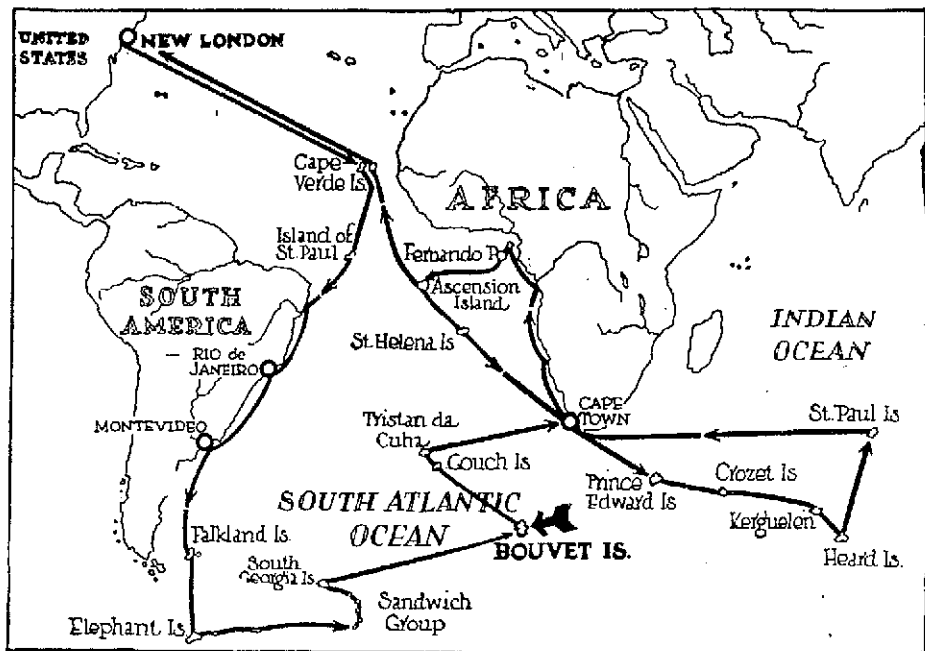 UNITED
STATES
NEW LONDON
Cape
Verde Is.
AFRICA
Island of
St. Paul
Fernando P.
Ascension
Island
SOUTH
AMERICA
St. Helena Is
INDIAN
OCEAN
RIO de
JANEIRO
MONTEVIDEO
Tristan da
Cuha
CAPE
TOWN
St. Paul Is
Gouch Is.
Prince
Edward Is
Crozet Is
Kerguelen
SOUTH ATLANTIC
OCEAN
BOUVET IS.
Heard Is.
Falkland Is.
South
Georgia Is
Sandwich
Group
Elephant Is